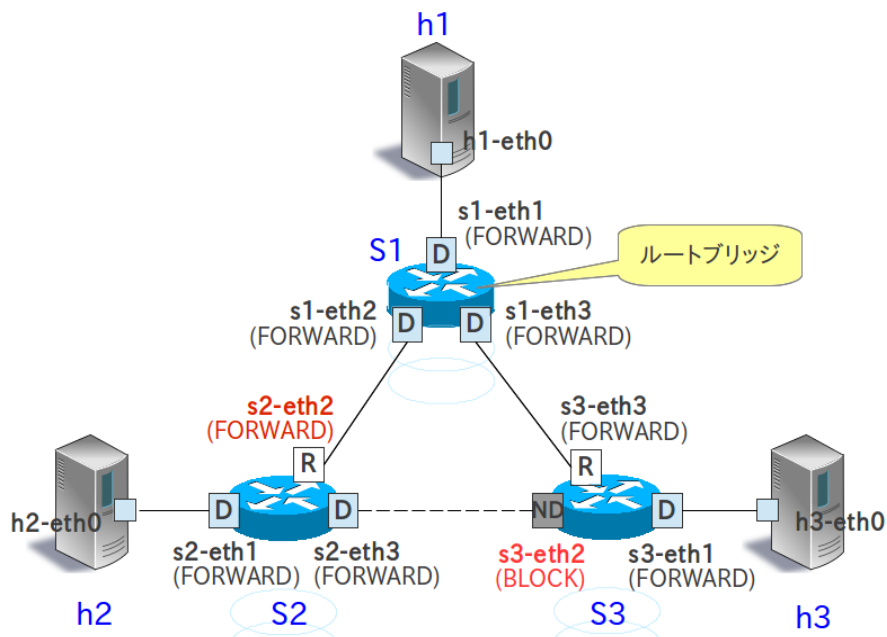 h1
h1-eth0
s1-eth1
(FORWARD)
S1
D
ルートブリッジ
s1-eth2
(FORWARD)
D
D
s1-eth3
(FORWARD)
s2-eth2
(FORWARD)
R
s3-eth3
(FORWARD)
R
h2-eth0
D
D
ND
D
h3-eth0
s2-eth1
(FORWARD)
s2-eth3
(FORWARD)
s3-eth2
(BLOCK)
s3-eth1
(FORWARD)
h2
S2
S3
h3